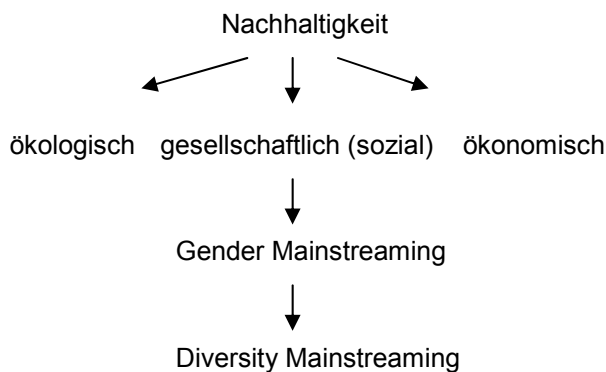 Nachhaltigkeit
ökologisch gesellschaftlich (sozial) ökonomisch
Gender Mainstreaming
Diversity Mainstreaming